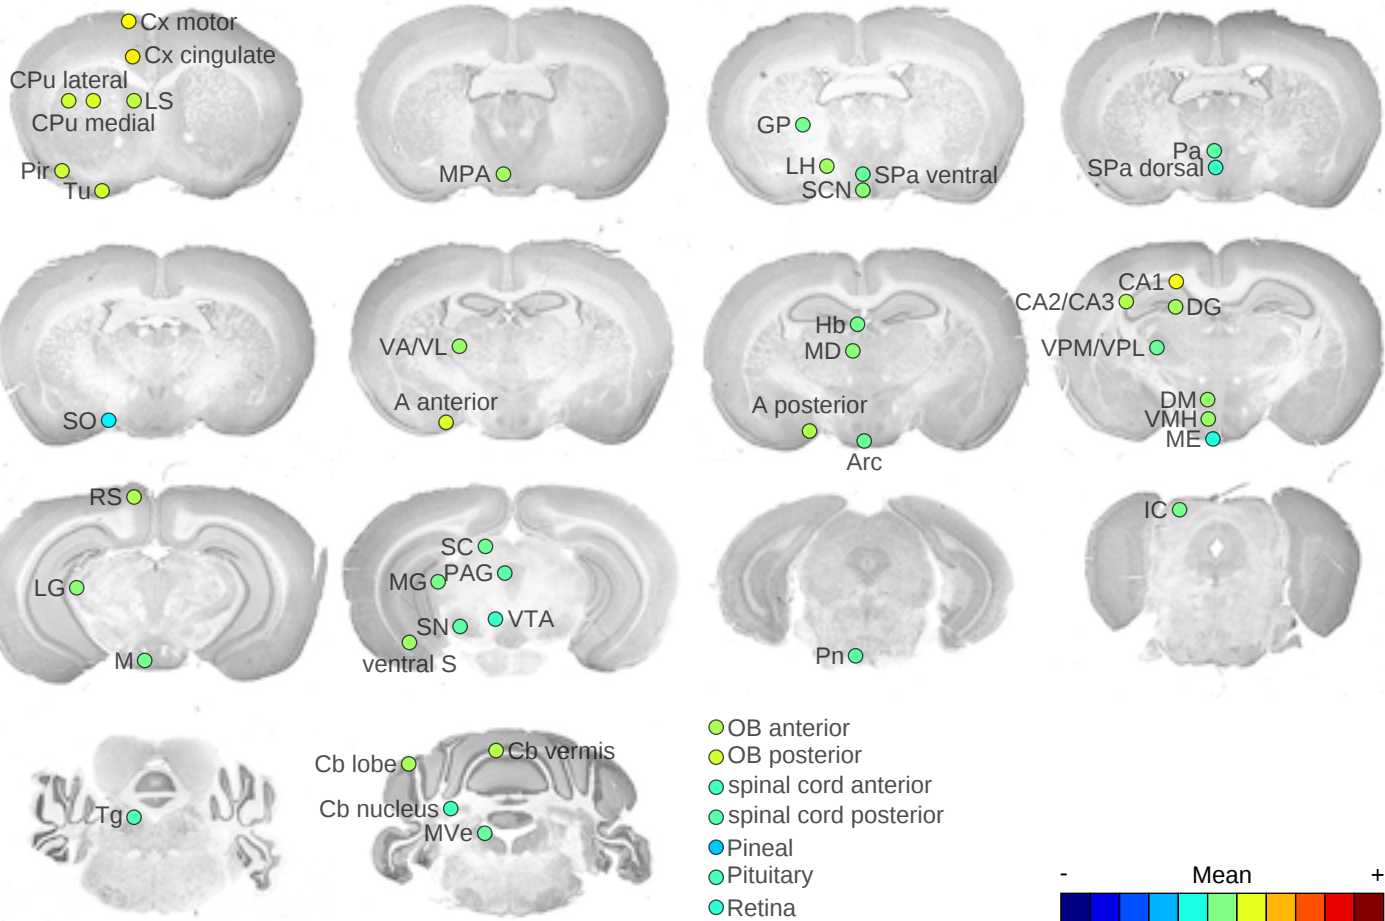 Cx motor
Cx cingulate
CPu lateral
LS
CPu medial
Pir
Tu
MPA
GP
LH
SPa ventral
SCN
Pa
SPa dorsal
SO
VA/VL
A anterior
Hb
MD
A posterior
Arc
CA1
CA2/CA3
DG
VPM/VPL
DM
VMH
ME
RS
LG
M
SC
PAG
MG
SN
VTA
ventral S
Pn
IC
Tg
Cb lobe
Cb vermis
Cb nucleus
MVe
OB anterior
OB posterior
spinal cord anterior
spinal cord posterior
Pineal
Pituitary
Retina
- Mean +